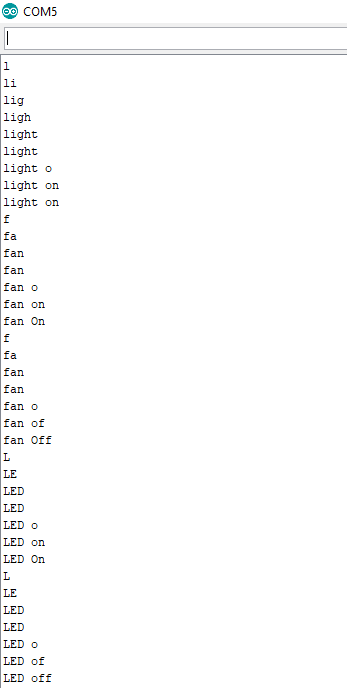 COM5
l
li
lig
ligh
light
light
light o
light on
light on
f
fa
fan
fan
fan o
fan on
fan On
f
fa
fan
fan
fan o
fan of
fan Off
L
LE
LED
LED
LED o
LED on
LED On
L
LE
LED
LED
LED o
LED of
LED off